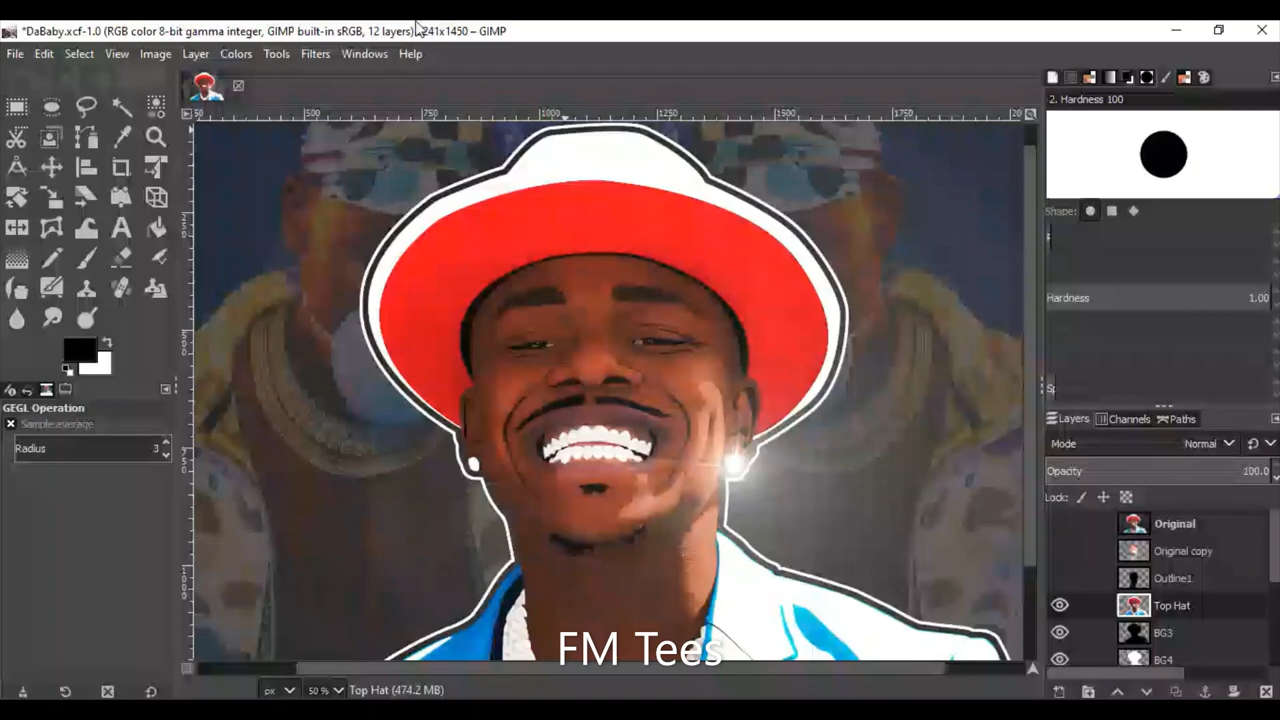 *DaBaby.xcf-1.0 (RGB color 8-bit gamma integer, GIMP built-in sRGB, 12 layers) 241x1450 – GIMP
File Edit Select View Image Layer Colors Tools Filters Windows Help
2. Hardness 100
50 500 750 1000 1250 1500 1750 20
Shape:
Hardness 1.00
GEGL Operation
Sample average
Radius 3
Layers Channels Paths
Mode Normal
Opacity 100.0
Lock:
Original
Original copy
Outline1
Top Hat
BG3
BG4
FM Tees
px 50 % Top Hat (474.2 MB)